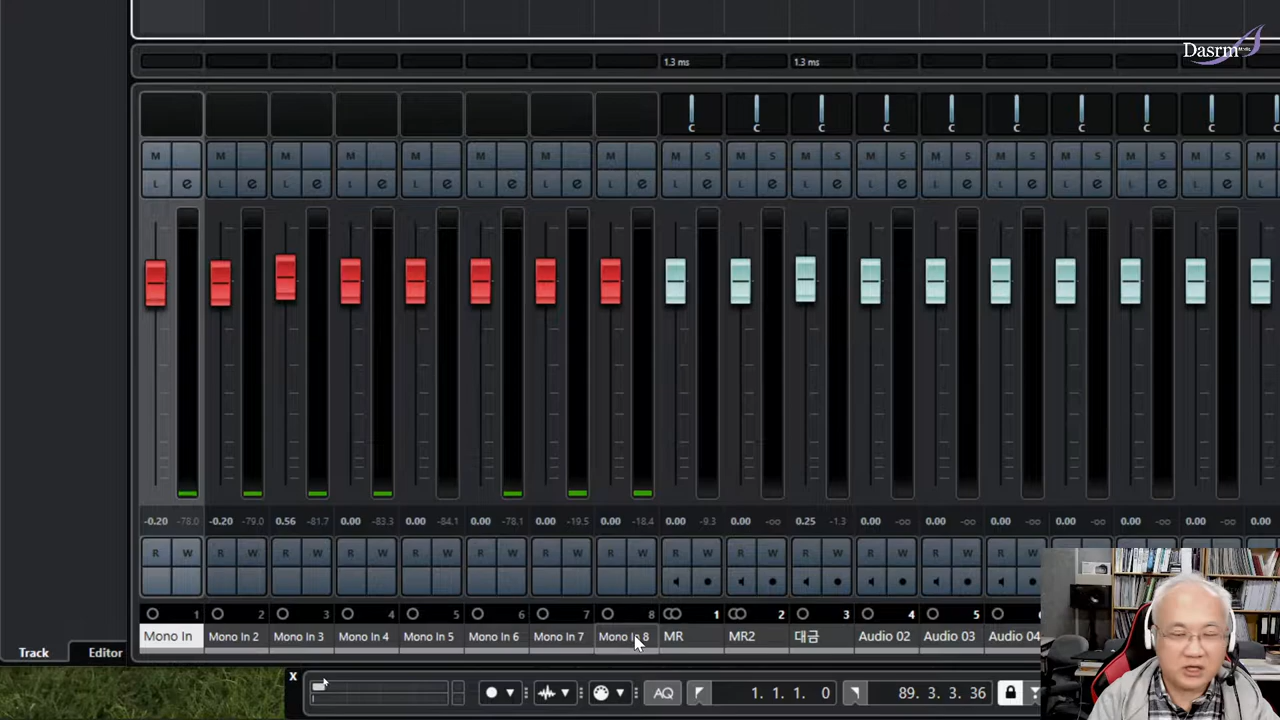 Dasrm Media
1.3 ms 1.3 ms
C C C C C C C C C
M M M M M M M M M S M S M S M S M S M S M S M S M S M
L e L e L e L e L e L e L e L e L e L e L e L e L e L e L e L e L e L
-0.20 -78.0 -0.20 -79.0 0.56 -81.7 0.00 -83.3 0.00 -84.1 0.00 -78.1 0.00 -19.5 0.00 -18.4 0.00 -9.3 0.00 -∞ 0.25 -1.3 0.00 -∞ 0.00 -∞ 0.00 -∞ 0.00 -∞ 0.00 -∞ 0.00 -∞ 0.00
R W R W R W R W R W R W R W R W R W R W R W R W R W R W R W R W R W R
1 2 3 4 5 6 7 8 1 2 3 4 5
Mono In Mono In 2 Mono In 3 Mono In 4 Mono In 5 Mono In 6 Mono In 7 Mono In 8 MR MR2 대금 Audio 02 Audio 03 Audio 04
Track Editor
X
AQ 1. 1. 1. 0 89. 3. 3. 36